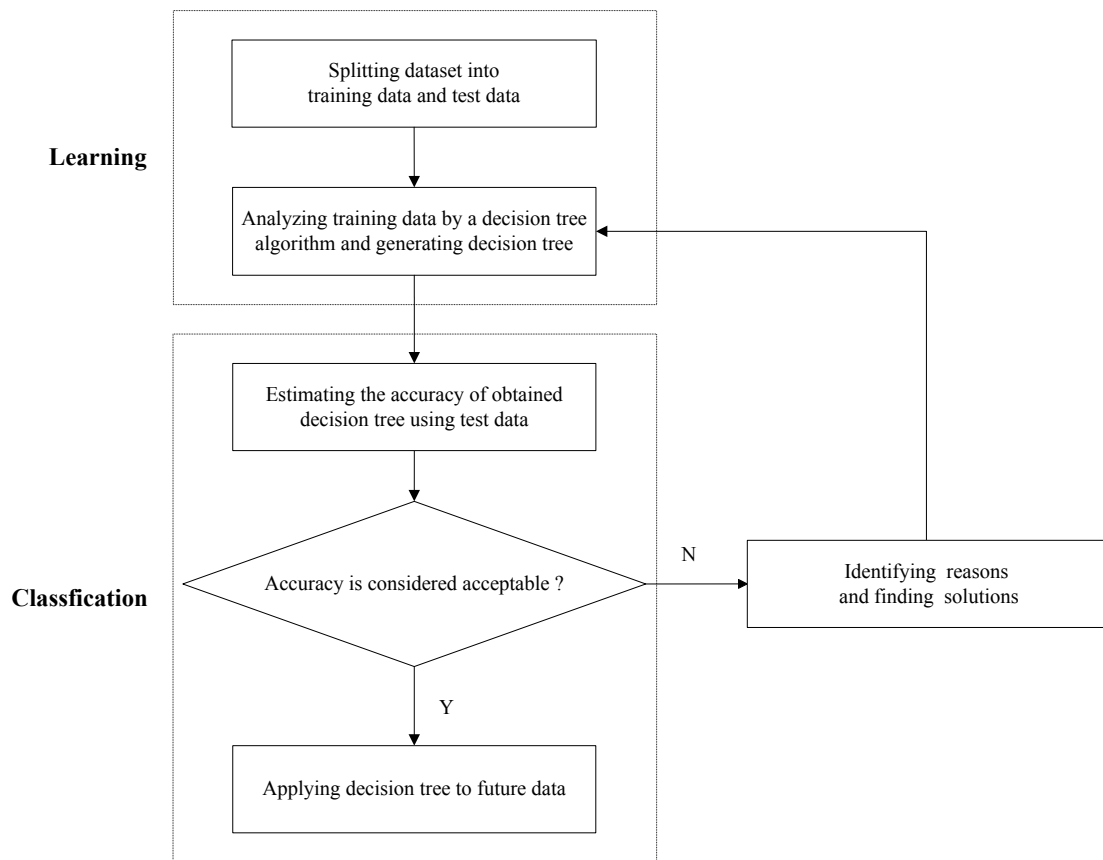 Splitting dataset into
training data and test data
Learning
Analyzing training data by a decision tree
algorithm and generating decision tree
Estimating the accuracy of obtained
decision tree using test data
Accuracy is considered acceptable ?
N
Identifying reasons
and finding solutions
Classfication
Y
Applying decision tree to future data